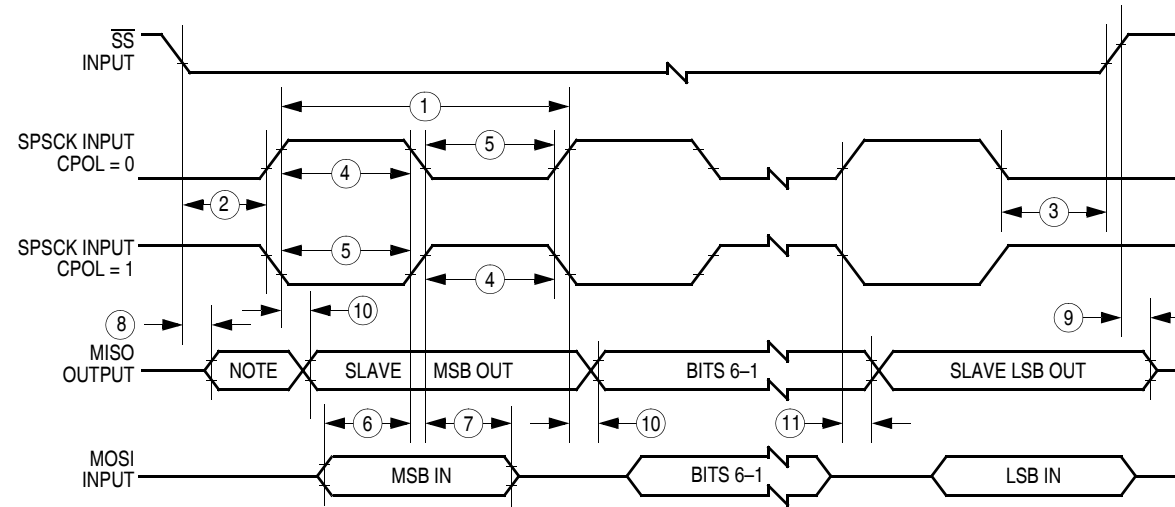 SS
INPUT
1
SPSCK INPUT
CPOL = 0
5
4
2
3
SPSCK INPUT
CPOL = 1
5
4
10
8
9
MISO
OUTPUT
NOTE
SLAVE MSB OUT
BITS 6–1
SLAVE LSB OUT
6
7
10
11
MOSI
INPUT
MSB IN
BITS 6–1
LSB IN